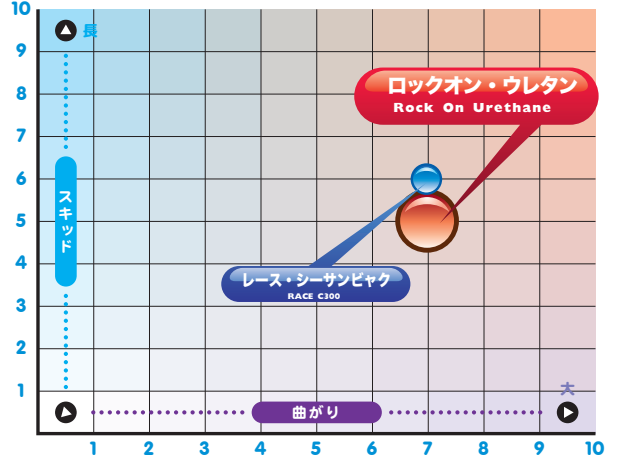 10
長
9
8
ロックオン・ウレタン
Rock On Urethane
7
6
スキッド
5
4
レース・シーサンビャク
RACE C300
3
2
1
大
曲がり
1 2 3 4 5 6 7 8 9 10